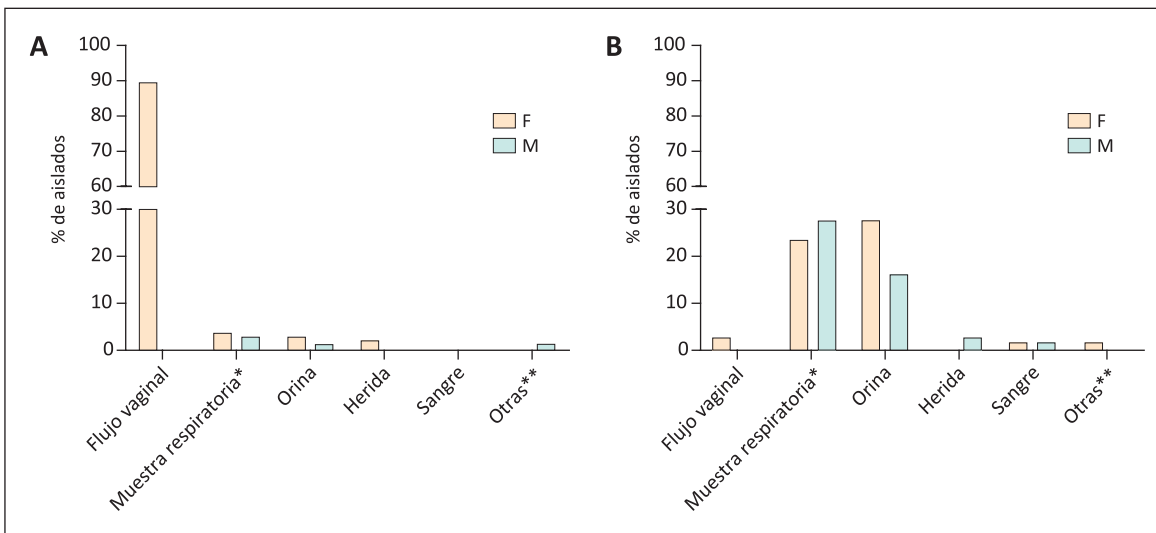 A
% de aislados
100
90
80
70
60
30
20
10
0
F
M
Flujo vaginal
Muestra respiratoria*
Orina
Herida
Sangre
Otras**
B
% de aislados
100
90
80
70
60
30
20
10
0
F
M
Flujo vaginal
Muestra respiratoria*
Orina
Herida
Sangre
Otras**